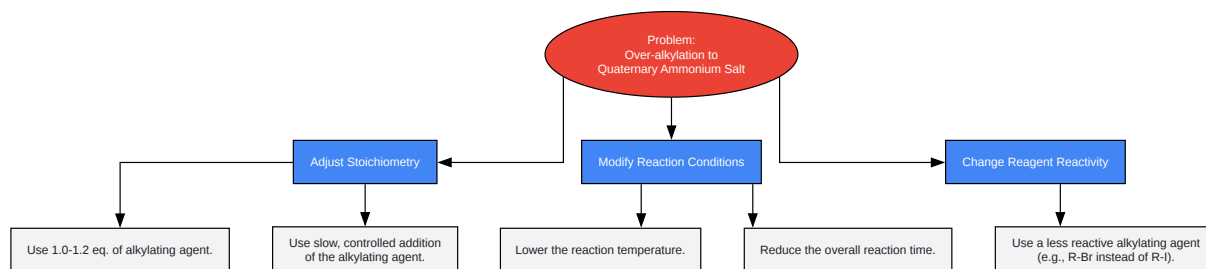 Problem:
Over-alkylation to
Quaternary Ammonium Salt
Adjust Stoichiometry
Modify Reaction Conditions
Change Reagent Reactivity
Use 1.0-1.2 eq. of alkylating agent.
Use slow, controlled addition
of the alkylating agent.
Lower the reaction temperature.
Reduce the overall reaction time.
Use a less reactive alkylating agent
(e.g., R-Br instead of R-I).